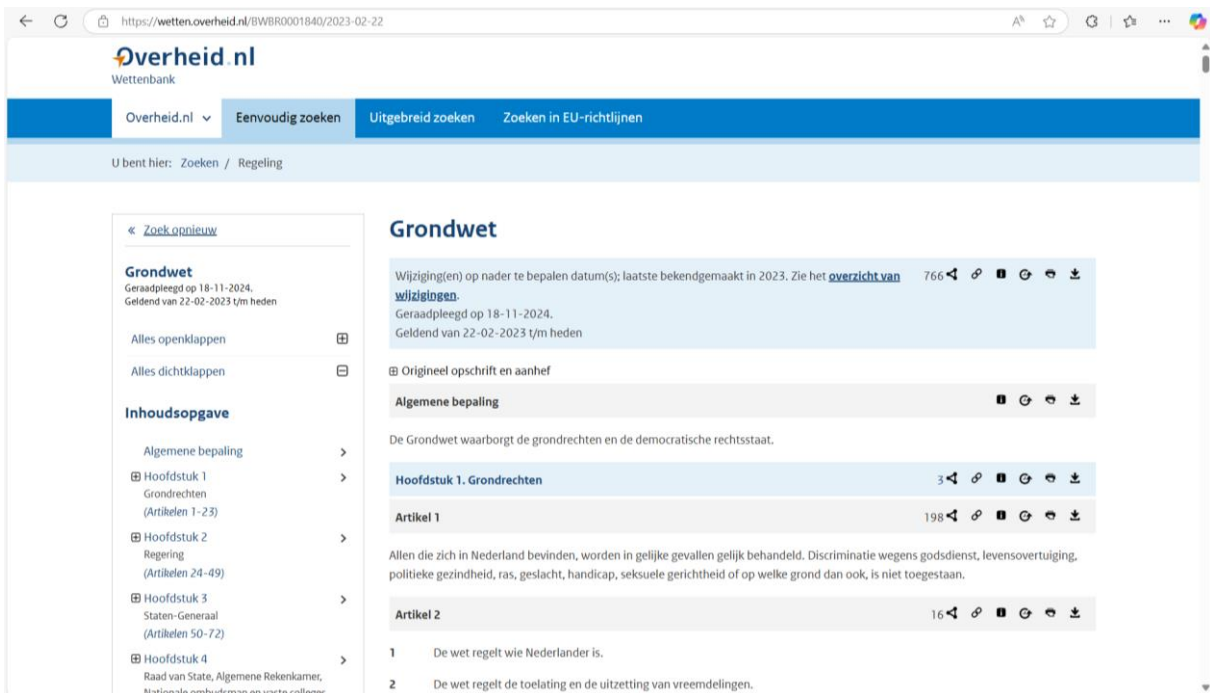 https://wetten.overheid.nl/BWBR0001840/2023-02-22
Overheid.nl
Wettenbank
Overheid.nl
Eenvoudig zoeken
Uitgebreid zoeken
Zoeken in EU-richtlijnen
U bent hier: Zoeken / Regeling
« Zoek opnieuw
Grondwet
Geraadpleegd op 18-11-2024.
Geldend van 22-02-2023 t/m heden
Alles openklappen
Alles dichtklappen
Inhoudsopgave
Algemene bepaling
Hoofdstuk 1
Grondrechten
(Artikelen 1-23)
Hoofdstuk 2
Regering
(Artikelen 24-49)
Hoofdstuk 3
Staten-Generaal
(Artikelen 50-72)
Hoofdstuk 4
Raad van State, Algemene Rekenkamer,
Nationale ombudsman en vaste colleges
Grondwet
Wijziging(en) op nader te bepalen datum(s); laatste bekendgemaakt in 2023. Zie het overzicht van 766
wijzigingen.
Geraadpleegd op 18-11-2024.
Geldend van 22-02-2023 t/m heden
Origineel opschrift en aanhef
Algemene bepaling
De Grondwet waarborgt de grondrechten en de democratische rechtsstaat.
Hoofdstuk 1. Grondrechten 3
Artikel 1 198
Allen die zich in Nederland bevinden, worden in gelijke gevallen gelijk behandeld. Discriminatie wegens godsdienst, levensovertuiging,
politieke gezindheid, ras, geslacht, handicap, seksuele gerichtheid of op welke grond dan ook, is niet toegestaan.
Artikel 2 16
1 De wet regelt wie Nederlander is.
2 De wet regelt de toelating en de uitzetting van vreemdelingen.